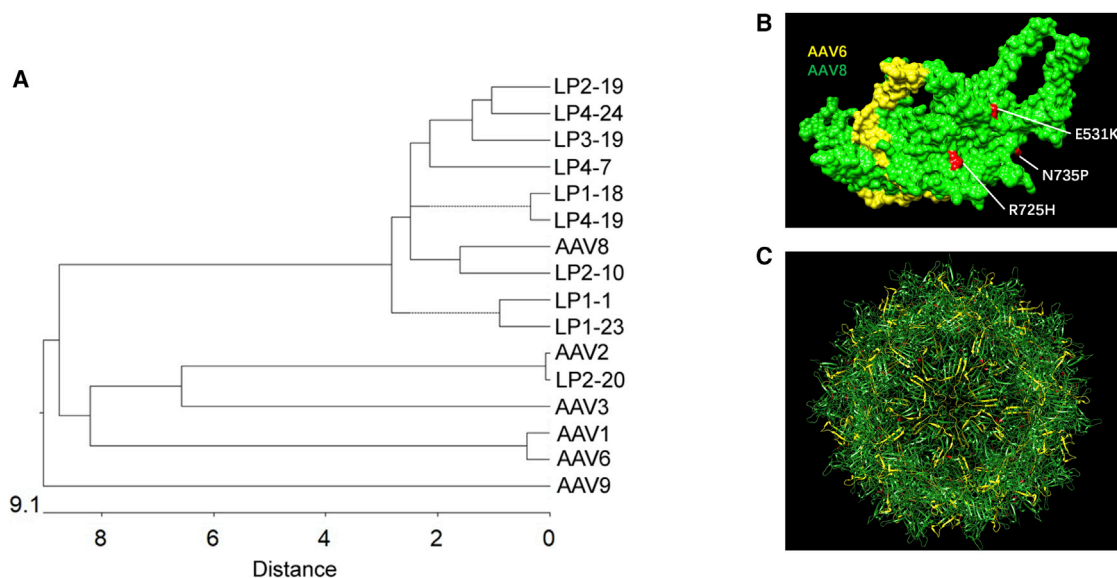 A
LP2-19
LP4-24
LP3-19
LP4-7
LP1-18
LP4-19
AAV8
LP2-10
LP1-1
LP1-23
AAV2
LP2-20
AAV3
AAV1
AAV6
AAV9
9.1
8 6 4 2 0
Distance
B
AAV6
AAV8
E531K
N735P
R725H
C